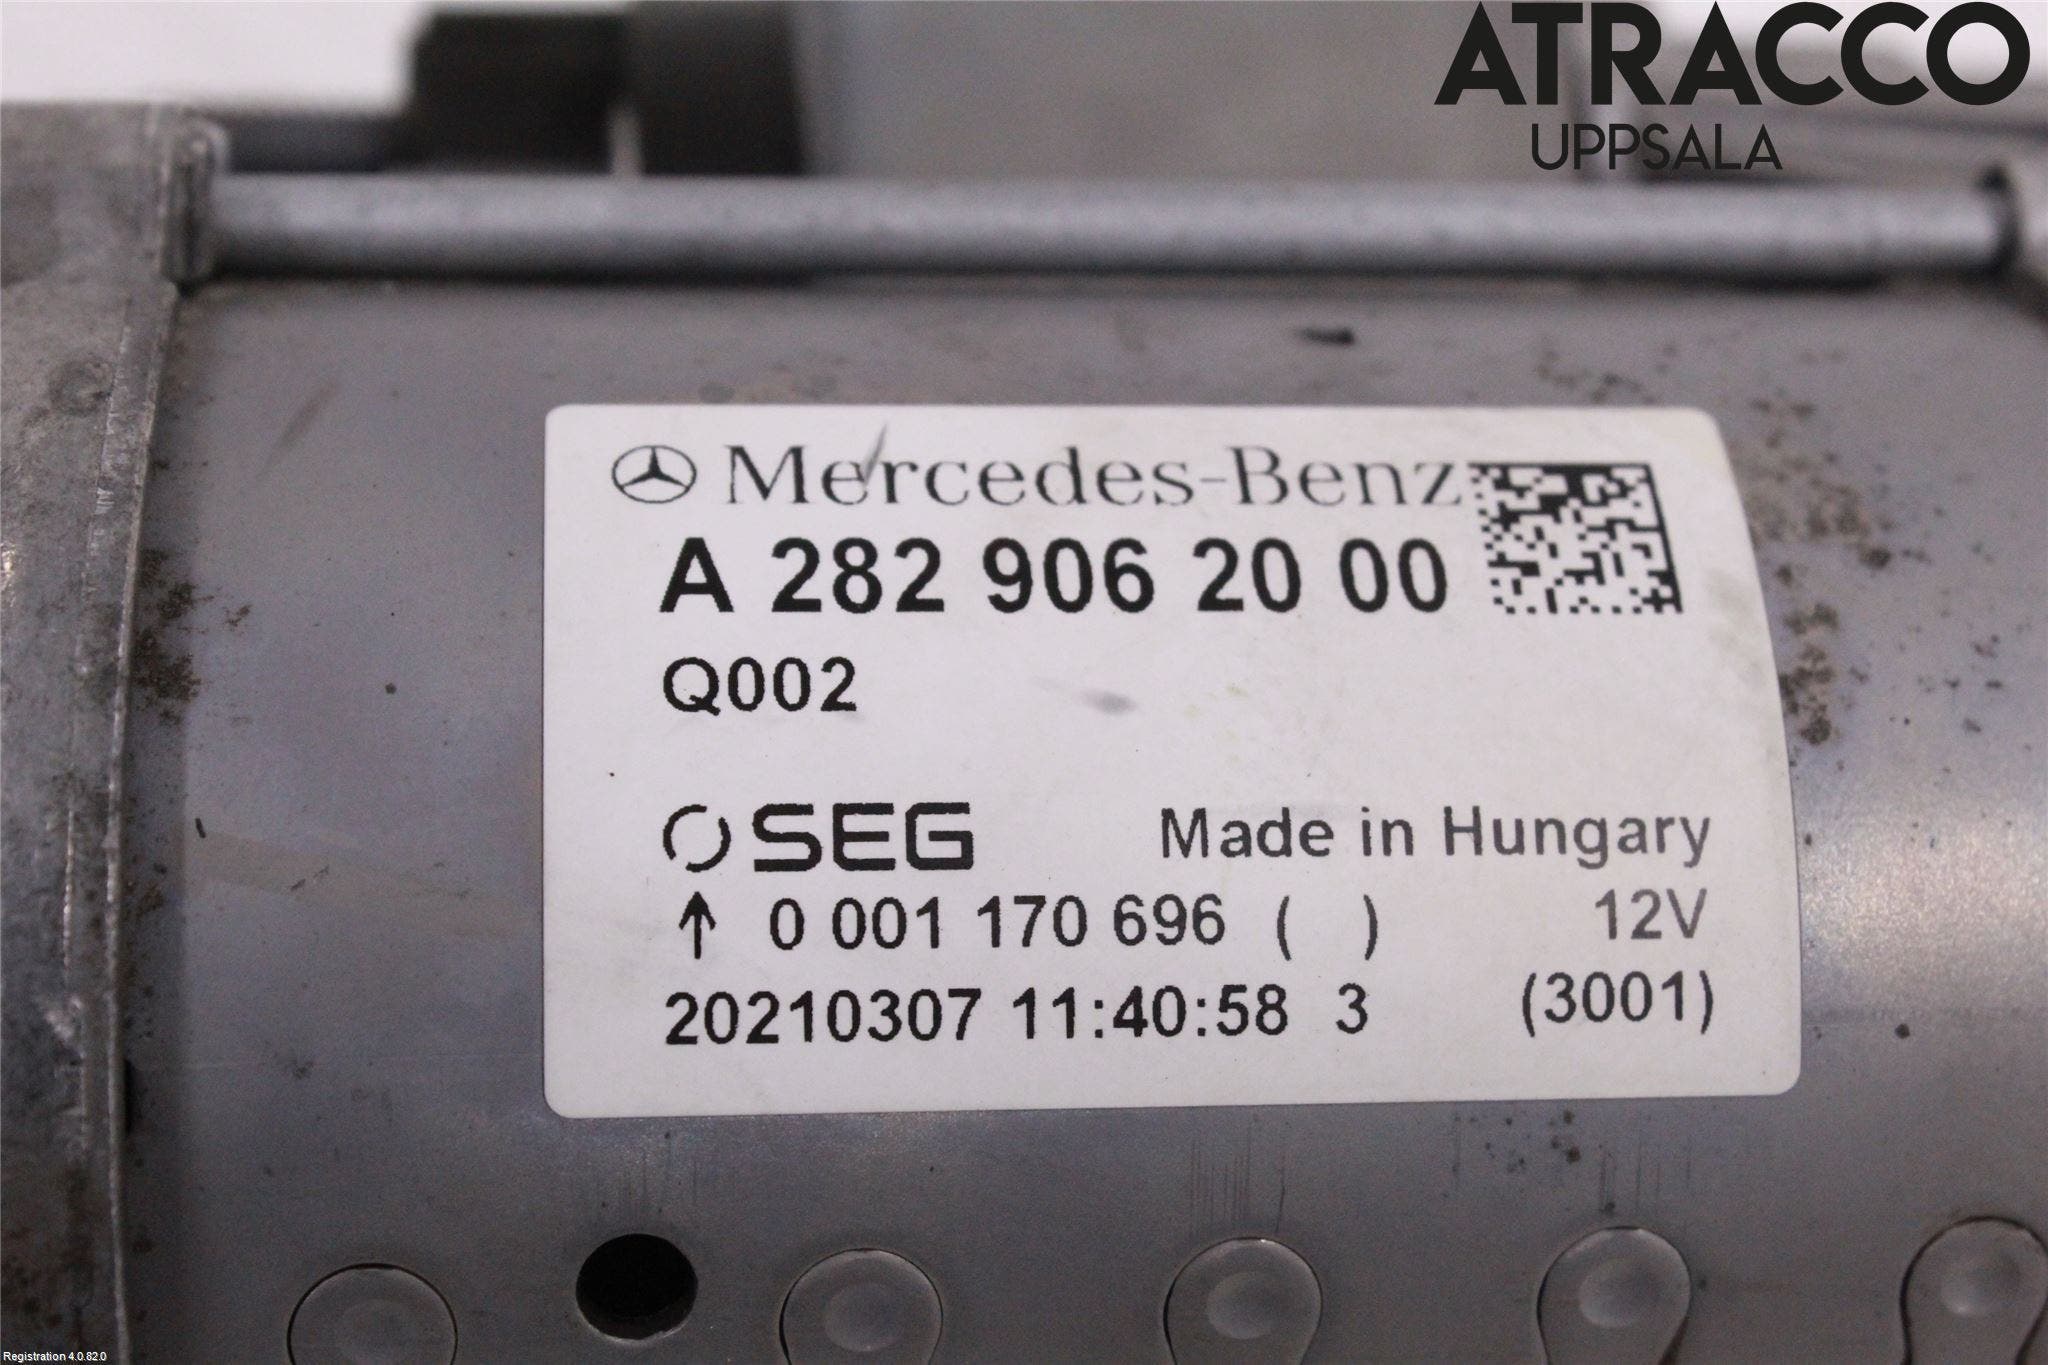 ATRACCO
UPPSALA
Mercedes-Benz
A 282 906 20 00
Q002
SEG Made in Hungary
↑ 0 001 170 696 ( ) 12V
20210307 11:40:58 3 (3001)
Registration 4.0.82.0